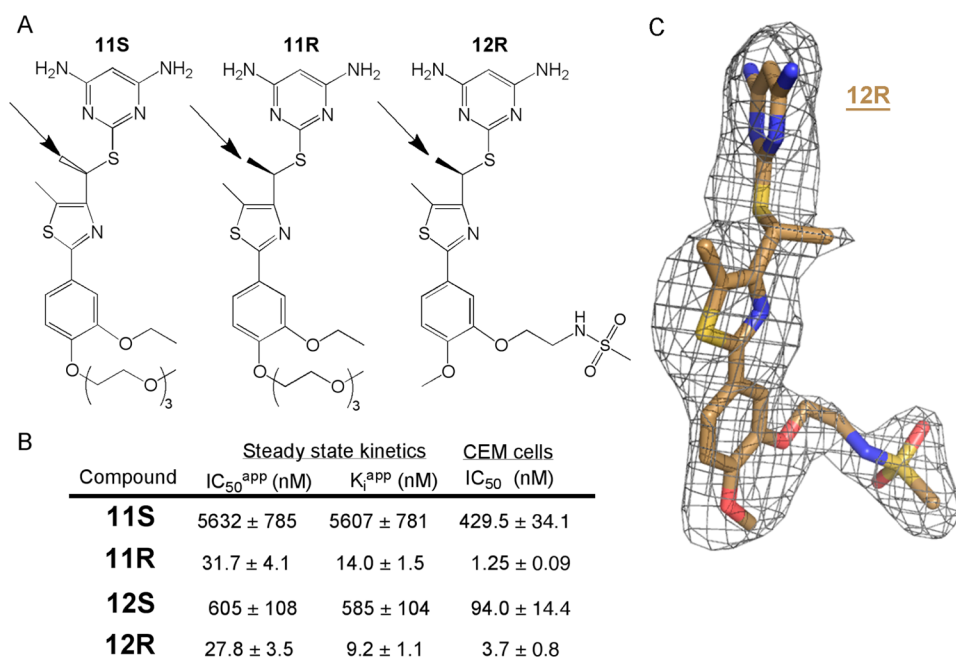 A
C
11S
11R
12R
12R
H2N
NH2
H2N
NH2
H2N
NH2
N
N
N
N
N
N
S
S
S
S
N
S
N
S
N
O
O
O
H
N
O
S
O
O
O
O
O
O
O
3
3
B
Steady state kinetics CEM cells
Compound IC50app (nM) Kiapp (nM) IC50 (nM)
11S 5632 ± 785 5607 ± 781 429.5 ± 34.1
11R 31.7 ± 4.1 14.0 ± 1.5 1.25 ± 0.09
12S 605 ± 108 585 ± 104 94.0 ± 14.4
12R 27.8 ± 3.5 9.2 ± 1.1 3.7 ± 0.8